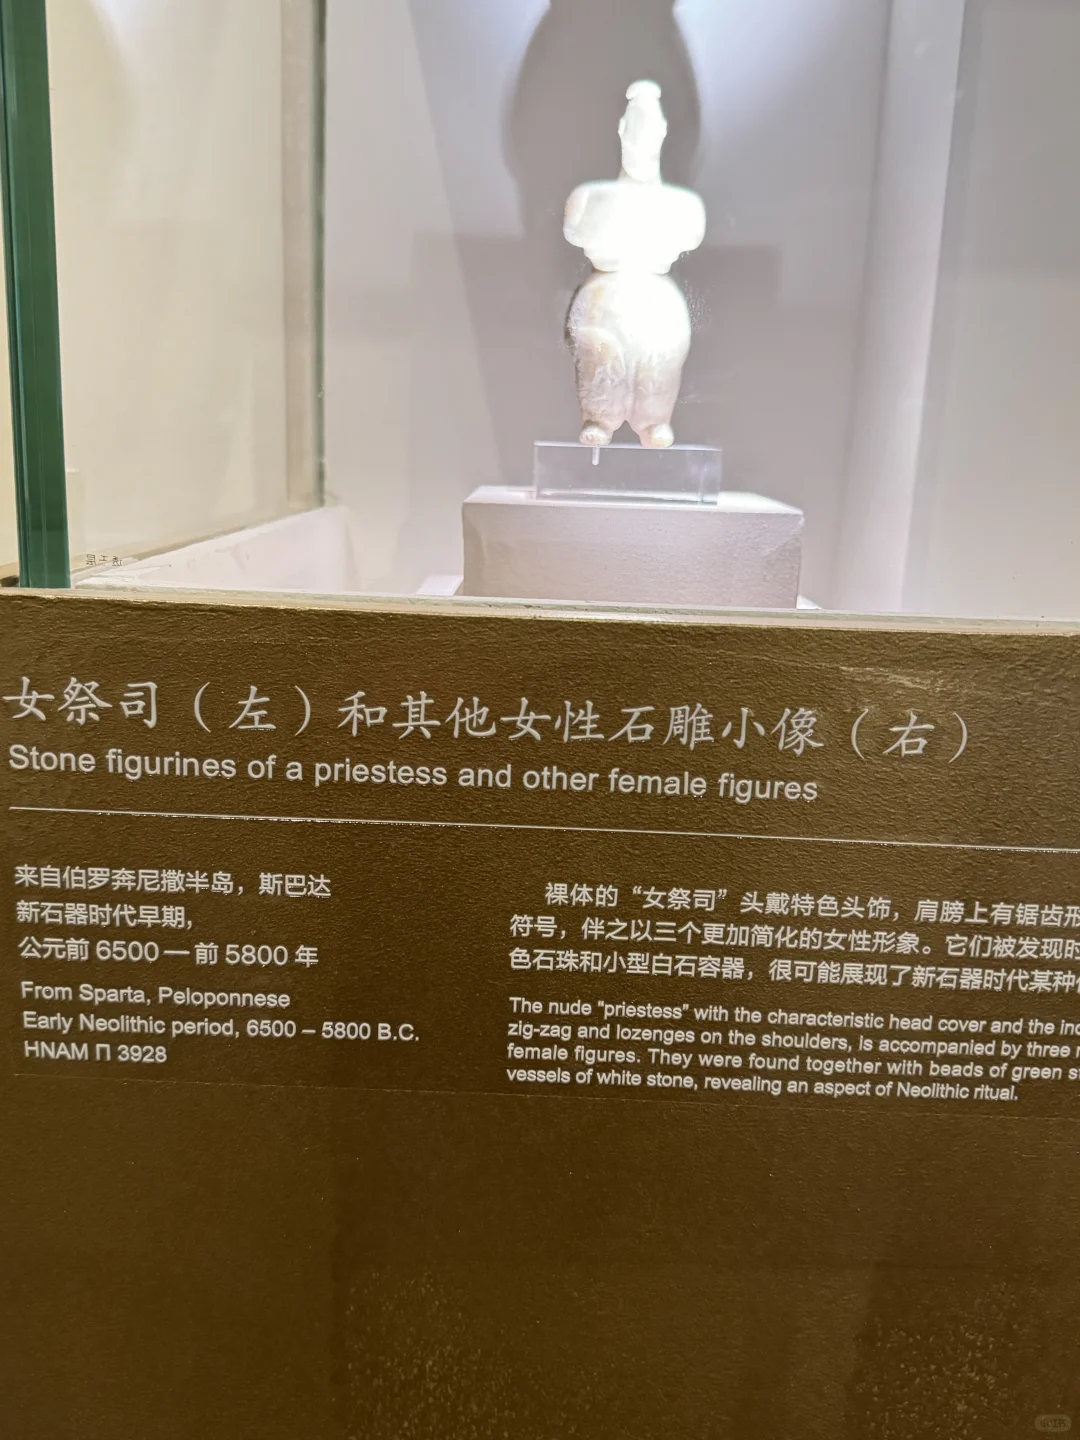 女祭司（左）和其他女性石雕小像（右）
Stone figurines of a priestess and other female figures
来自伯罗奔尼撒半岛，斯巴达
新石器时代早期，
公元前 6500 — 前 5800 年
From Sparta, Peloponnese
Early Neolithic period, 6500 – 5800 B.C.
HNAM Π 3928
裸体的“女祭司”头戴特色头饰，肩膀上有锯齿形
符号，伴之以三个更加简化的女性形象。它们被发现时
色石珠和小型白石容器，很可能展现了新石器时代某种
The nude “priestess” with the characteristic head cover and the
zig-zag and lozenges on the shoulders, is accompanied by three
female figures. They were found together with beads of green
vessels of white stone, revealing an aspect of Neolithic ritual.